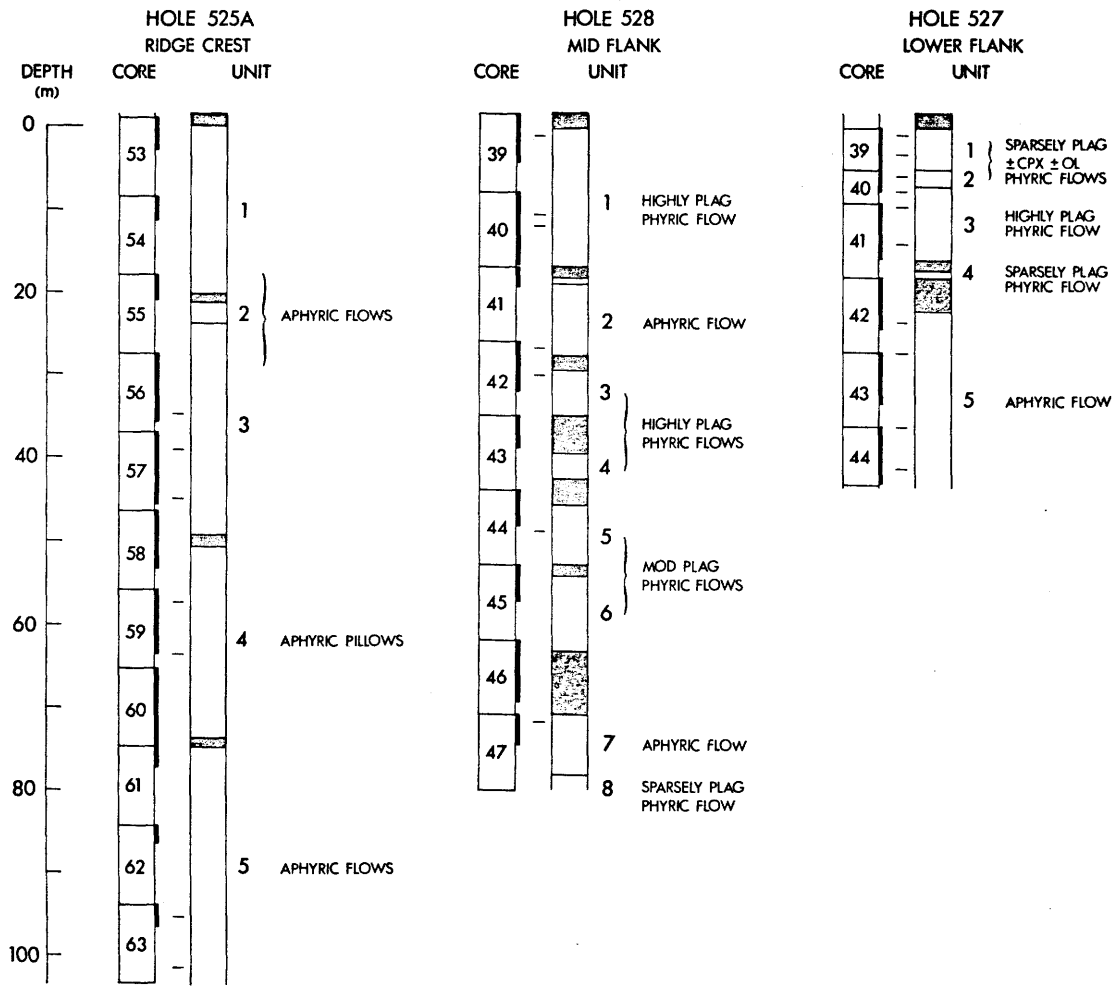 HOLE 525A
RIDGE CREST
DEPTH
(m)
CORE
UNIT
0
20
40
60
80
100
53
54
55
56
57
58
59
60
61
62
63
1
2
APHYRIC FLOWS
3
4
APHYRIC PILLOWS
5
APHYRIC FLOWS
HOLE 528
MID FLANK
CORE
UNIT
39
40
41
42
43
44
45
46
47
1
HIGHLY PLAG
PHYRIC FLOW
2
APHYRIC FLOW
3
HIGHLY PLAG
PHYRIC FLOWS
4
5
MOD PLAG
PHYRIC FLOWS
6
7
APHYRIC FLOW
8
SPARSELY PLAG
PHYRIC FLOW
HOLE 527
LOWER FLANK
CORE
UNIT
39
40
41
42
43
44
1
SPARSELY PLAG
±CPX ±OL
2
PHYRIC FLOWS
3
HIGHLY PLAG
PHYRIC FLOW
4
SPARSELY PLAG
PHYRIC FLOW
5
APHYRIC FLOW